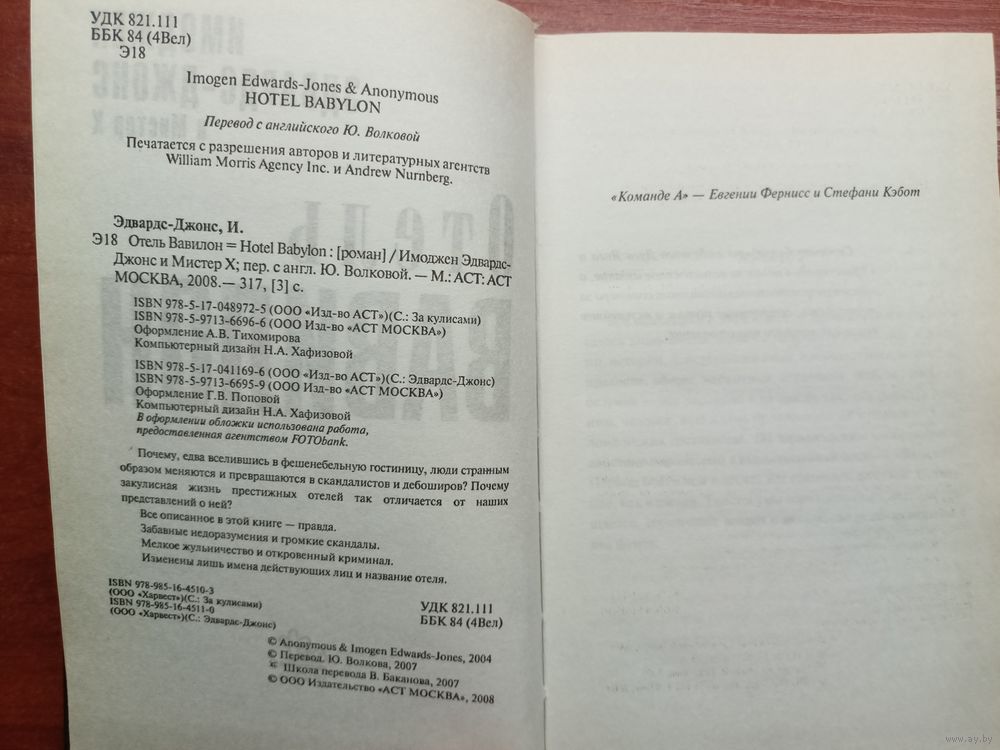 УДК 821.111
ББК 84 (4Вел)
Э18
Imogen Edwards-Jones & Anonymous
HOTEL BABYLON
Перевод с английского Ю. Волковой
Печатается с разрешения авторов и литературных агентств
William Morris Agency Inc. и Andrew Nurnberg.
Эдвардс-Джонс, И.
Э18 Отель Вавилон = Hotel Babylon : [роман] / Имоджен Эдвардс-
Джонс и Мистер Х; пер. с англ. Ю. Волковой. — М.: АСТ: АСТ
МОСКВА, 2008.— 317, [3] с.
ISBN 978-5-17-048972-5 (ООО «Изд-во АСТ»)(С.: За кулисами)
ISBN 978-5-9713-6696-6 (ООО Изд-во «АСТ МОСКВА»)
Оформление А.В. Тихомирова
Компьютерный дизайн Н.А. Хафизовой
ISBN 978-5-17-041169-6 (ООО «Изд-во АСТ»)(С.: Эдвардс-Джонс)
ISBN 978-5-9713-6695-9 (ООО Изд-во «АСТ МОСКВА»)
Оформление Г.В. Поповой
Компьютерный дизайн Н.А. Хафизовой
В оформлении обложки использована работа,
предоставленная агентством FOTObank.
Почему, едва вселившись в фешенебельную гостиницу, люди странным
образом меняются и превращаются в скандалистов и дебоширов? Почему
закулисная жизнь престижных отелей так отличается от наших
представлений о ней?
Все описанное в этой книге — правда.
Забавные недоразумения и громкие скандалы.
Мелкое жульничество и откровенный криминал.
Изменены лишь имена действующих лиц и название отеля.
ISBN 978-985-16-4510-3
(ООО «Харвест»)(С.: За кулисами)
ISBN 978-985-16-4511-0
(ООО «Харвест»)(С.: Эдвардс-Джонс)
УДК 821.111
ББК 84 (4Вел)
© Anonymous & Imogen Edwards-Jones, 2004
© Перевод. Ю. Волкова, 2007
© Школа перевода В. Баканова, 2007
© ООО Издательство «АСТ МОСКВА», 2008
«Команде А» — Евгении Фернисс и Стефани Кэбот
www.ay.by